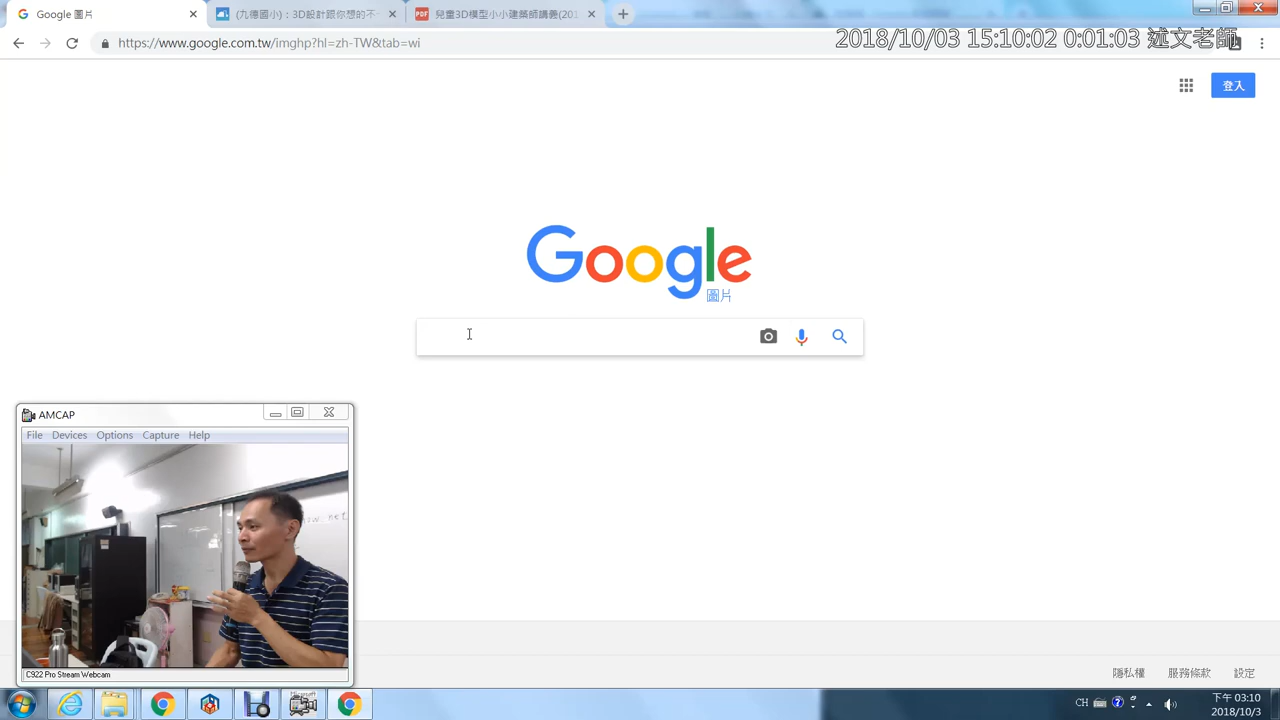 Google 圖片
(九德國小)：3D設計跟你想的不
兒童3D模型小小建築師講義(201
https://www.google.com.tw/imghp?hl=zh-TW&tab=wi
2018/10/03 15:10:02 0:01:03 述文老師
登入
Google
圖片
AMCAP
File Devices Options Capture Help
C922 Pro Stream Webcam
隱私權 服務條款 設定
CH
下午 03:10
2018/10/3